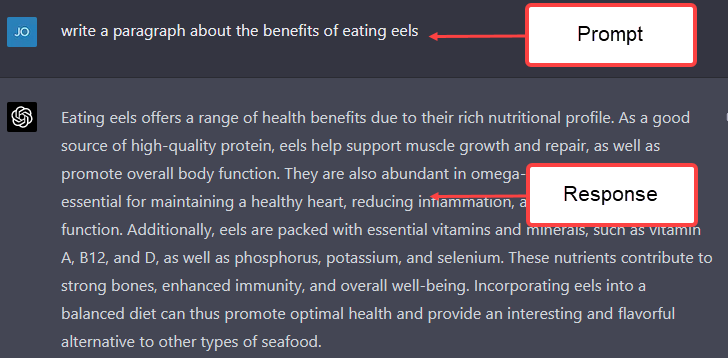 JO
write a paragraph about the benefits of eating eels
Prompt
Eating eels offers a range of health benefits due to their rich nutritional profile. As a good
source of high-quality protein, eels help support muscle growth and repair, as well as
promote overall body function. They are also abundant in omega-
essential for maintaining a healthy heart, reducing inflammation, a
Response
function. Additionally, eels are packed with essential vitamins and minerals, such as vitamin
A, B12, and D, as well as phosphorus, potassium, and selenium. These nutrients contribute to
strong bones, enhanced immunity, and overall well-being. Incorporating eels into a
balanced diet can thus promote optimal health and provide an interesting and flavorful
alternative to other types of seafood.